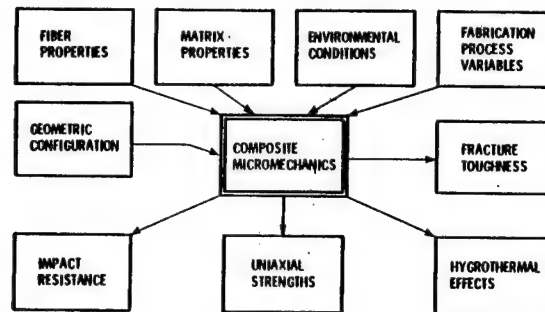 FIBER
PROPERTIES
MATRIX
PROPERTIES
ENVIRONMENTAL
CONDITIONS
FABRICATION
PROCESS
VARIABLES
GEOMETRIC
CONFIGURATION
COMPOSITE
MICROMECHANICS
FRACTURE
TOUGHNESS
IMPACT
RESISTANCE
UNIAXIAL
STRENGTHS
HYGROTHERMAL
EFFECTS